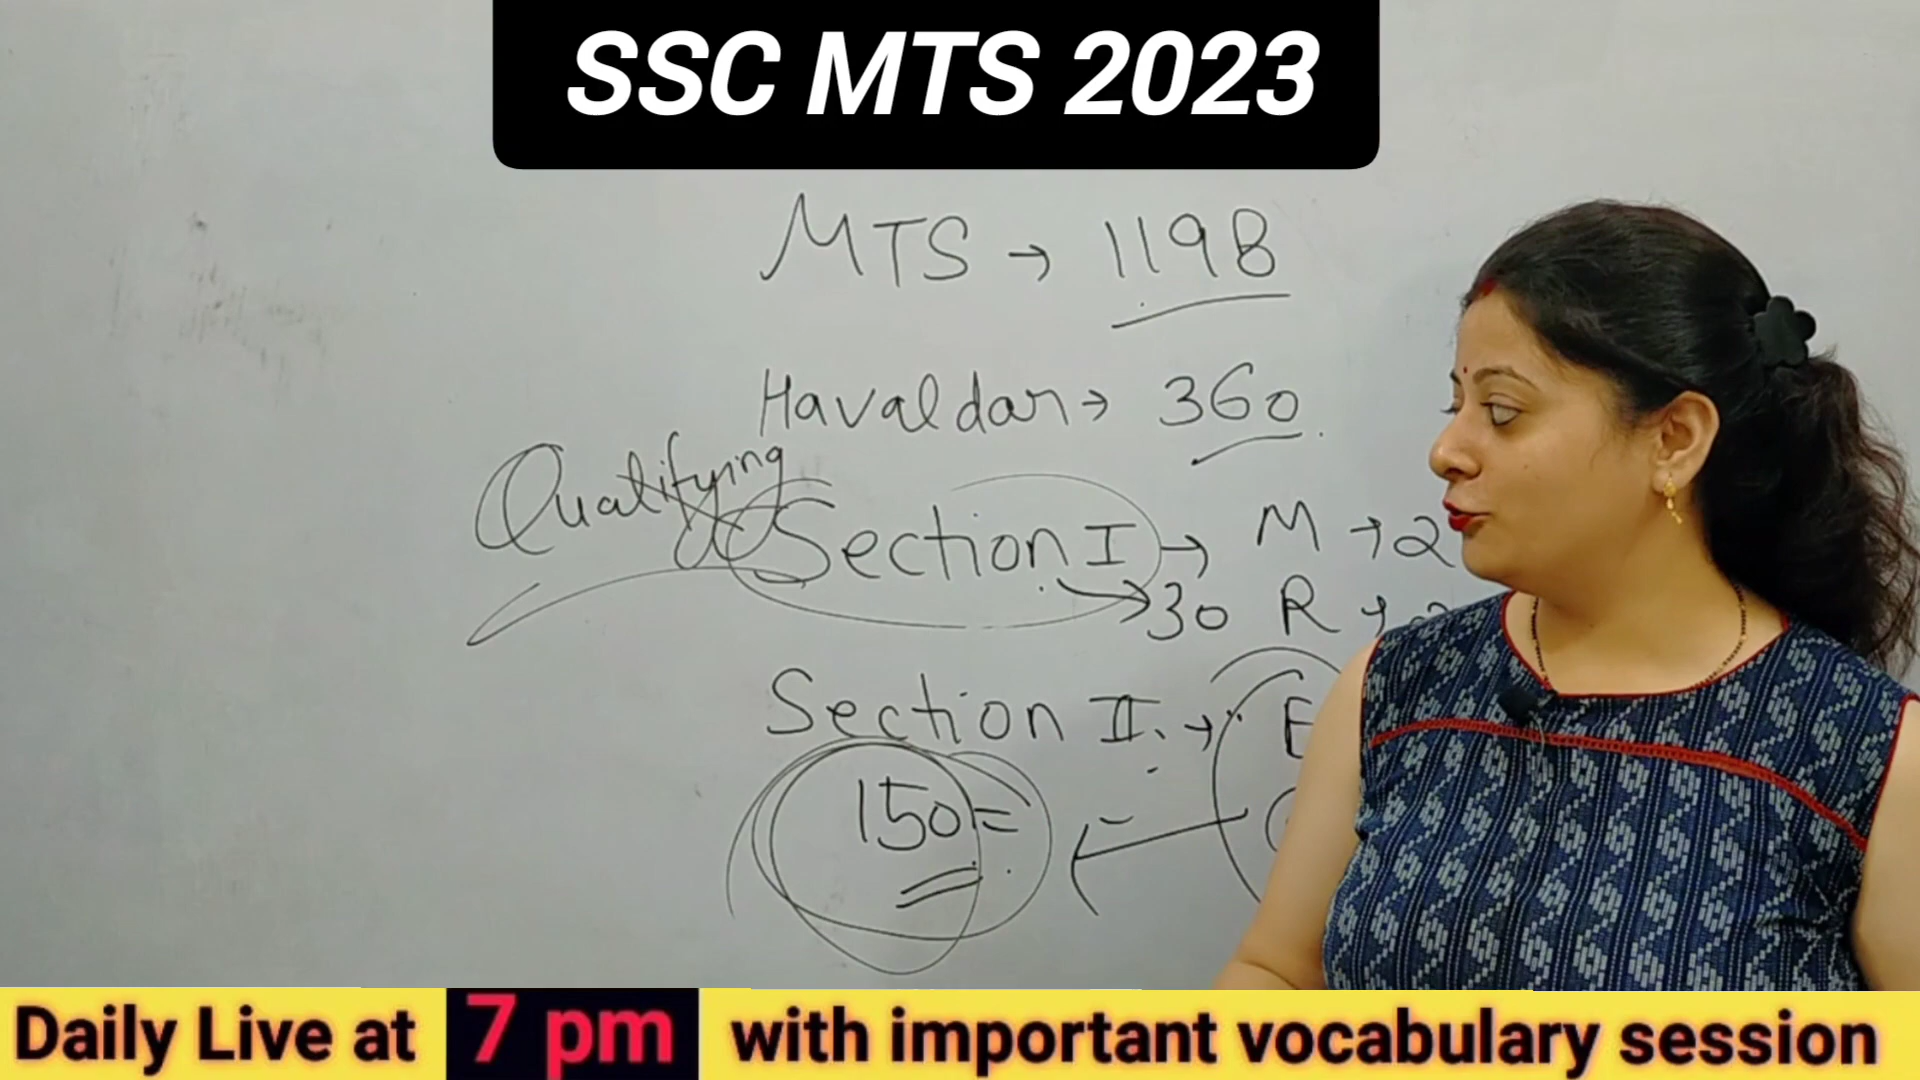 SSC MTS 2023
MTS → 1198
Havaldar → 360
Qualifying
Section I → M → 2
→ 30 R →
Section II →
150
Daily Live at 7 pm with important vocabulary session